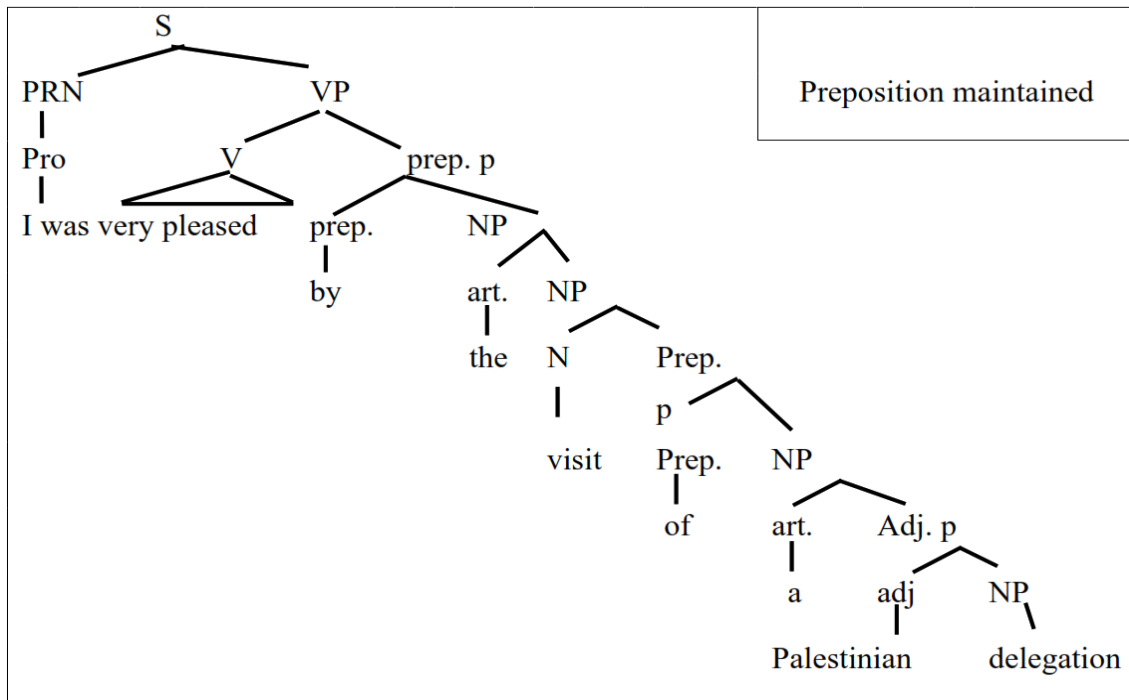 S
PRN VP Preposition maintained
Pro V prep. p
I was very pleased prep. NP
by art. NP
the N Prep.
p
visit Prep. NP
of art. Adj. p
a adj NP
Palestinian delegation